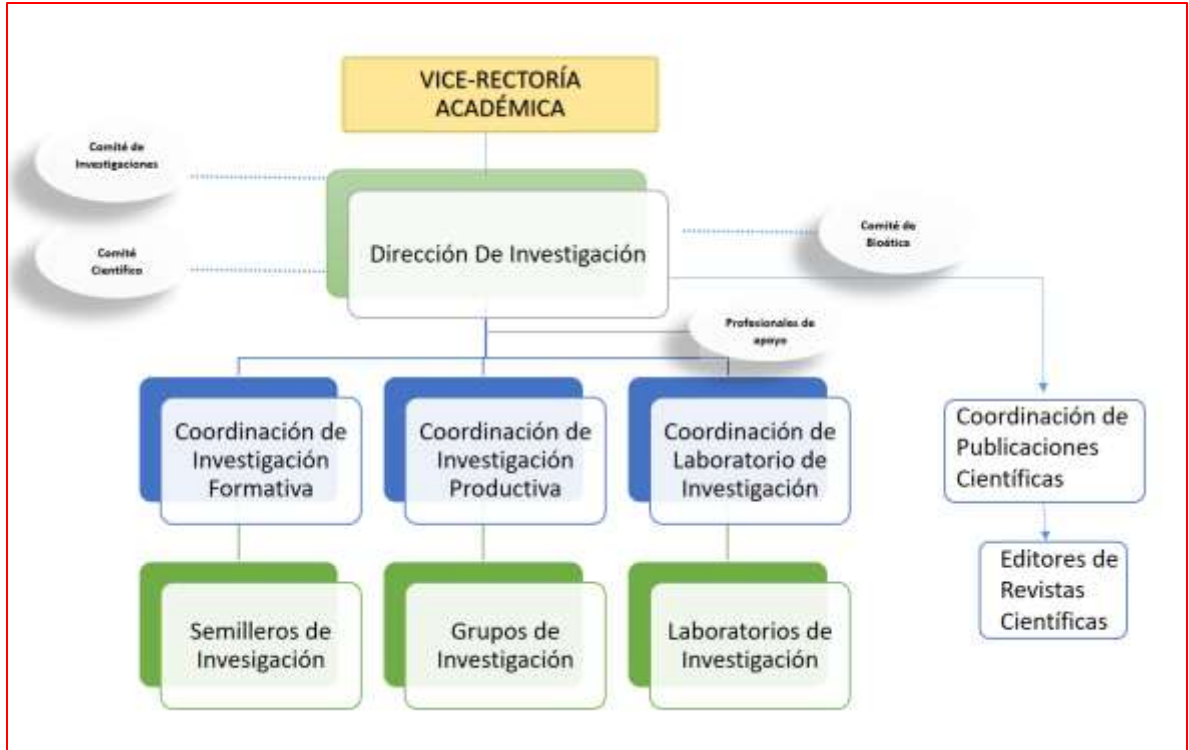 VICE-RECTORÍA
ACADÉMICA
Comité de
Investigaciones
Comité
Científico
Dirección De Investigación
Comité de
Bioética
Profesionales de
apoyo
Coordinación de
Investigación
Formativa
Coordinación de
Investigación
Productiva
Coordinación de
Laboratorio de
Investigación
Coordinación de
Publicaciones
Científicas
Semilleros de
Invesigación
Grupos de
Investigación
Laboratorios de
Investigación
Editores de
Revistas
Científicas